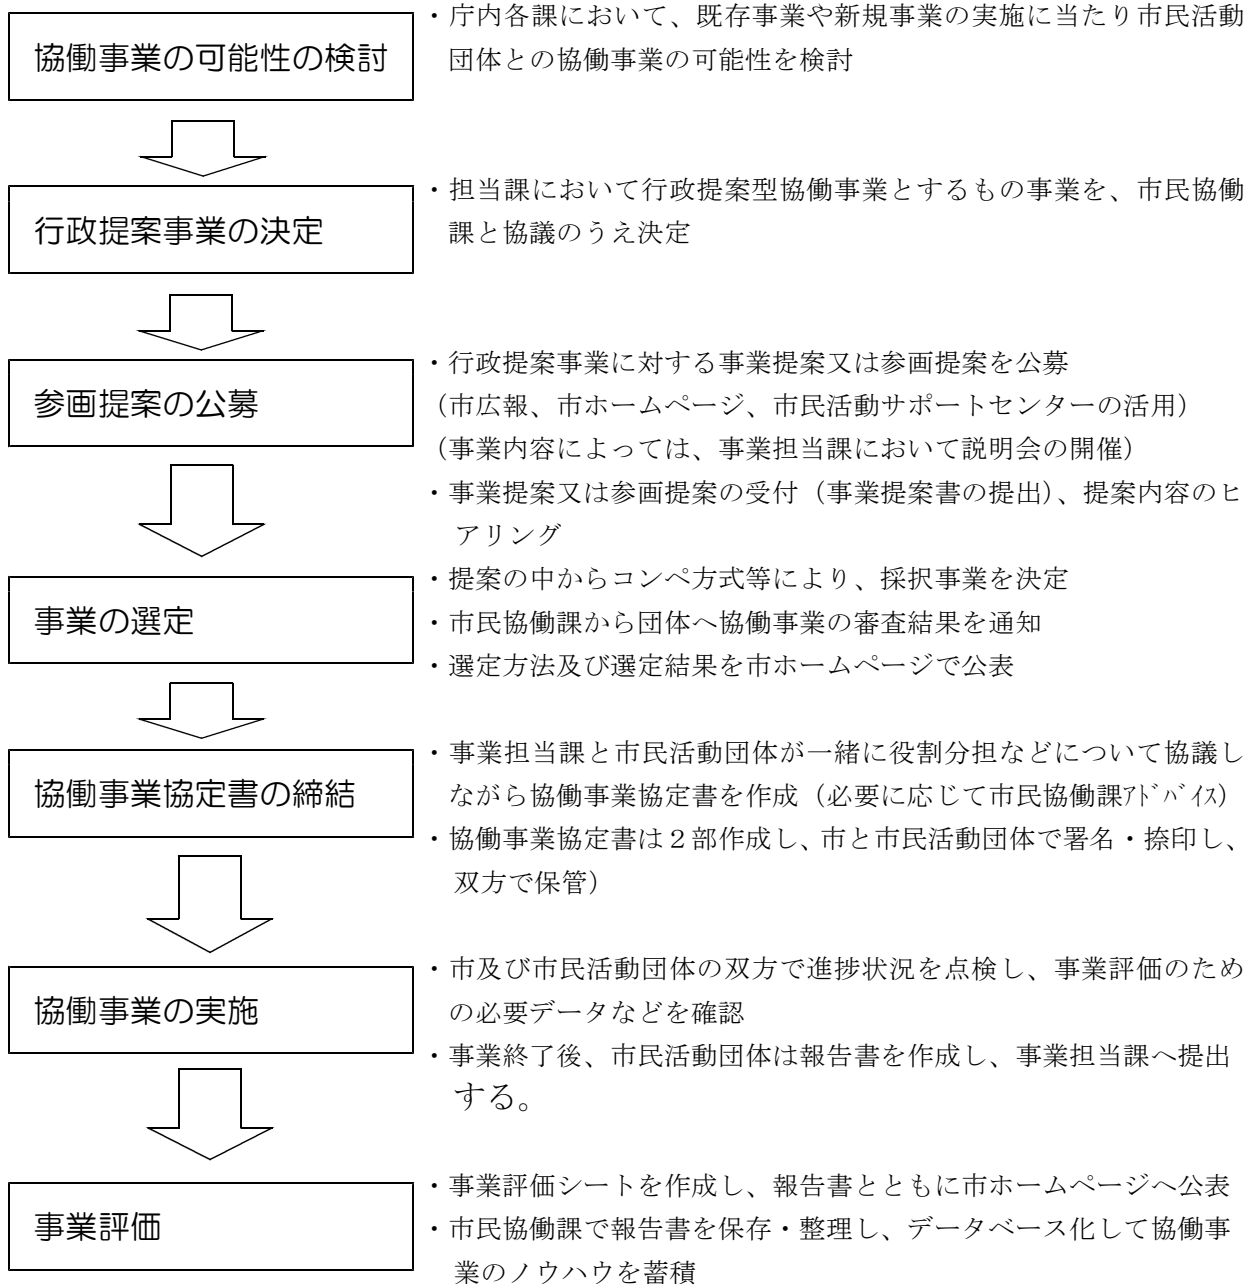 協働事業の可能性の検討
・庁内各課において、既存事業や新規事業の実施に当たり市民活動
団体との協働事業の可能性を検討
行政提案事業の決定
・担当課において行政提案型協働事業とするもの事業を、市民協働
課と協議のうえ決定
参画提案の公募
・行政提案事業に対する事業提案又は参画提案を公募
（市広報、市ホームページ、市民活動サポートセンターの活用）
（事業内容によっては、事業担当課において説明会の開催）
・事業提案又は参画提案の受付（事業提案書の提出）、提案内容のヒ
アリング
事業の選定
・提案の中からコンペ方式等により、採択事業を決定
・市民協働課から団体へ協働事業の審査結果を通知
・選定方法及び選定結果を市ホームページで公表
協働事業協定書の締結
・事業担当課と市民活動団体が一緒に役割分担などについて協議し
ながら協働事業協定書を作成（必要に応じて市民協働課ｱﾄﾞﾊﾞｲｽ）
・協働事業協定書は２部作成し、市と市民活動団体で署名・捺印し、
双方で保管）
協働事業の実施
・市及び市民活動団体の双方で進捗状況を点検し、事業評価のため
の必要データなどを確認
・事業終了後、市民活動団体は報告書を作成し、事業担当課へ提出
する。
事業評価
・事業評価シートを作成し、報告書とともに市ホームページへ公表
・市民協働課で報告書を保存・整理し、データベース化して協働事
業のノウハウを蓄積